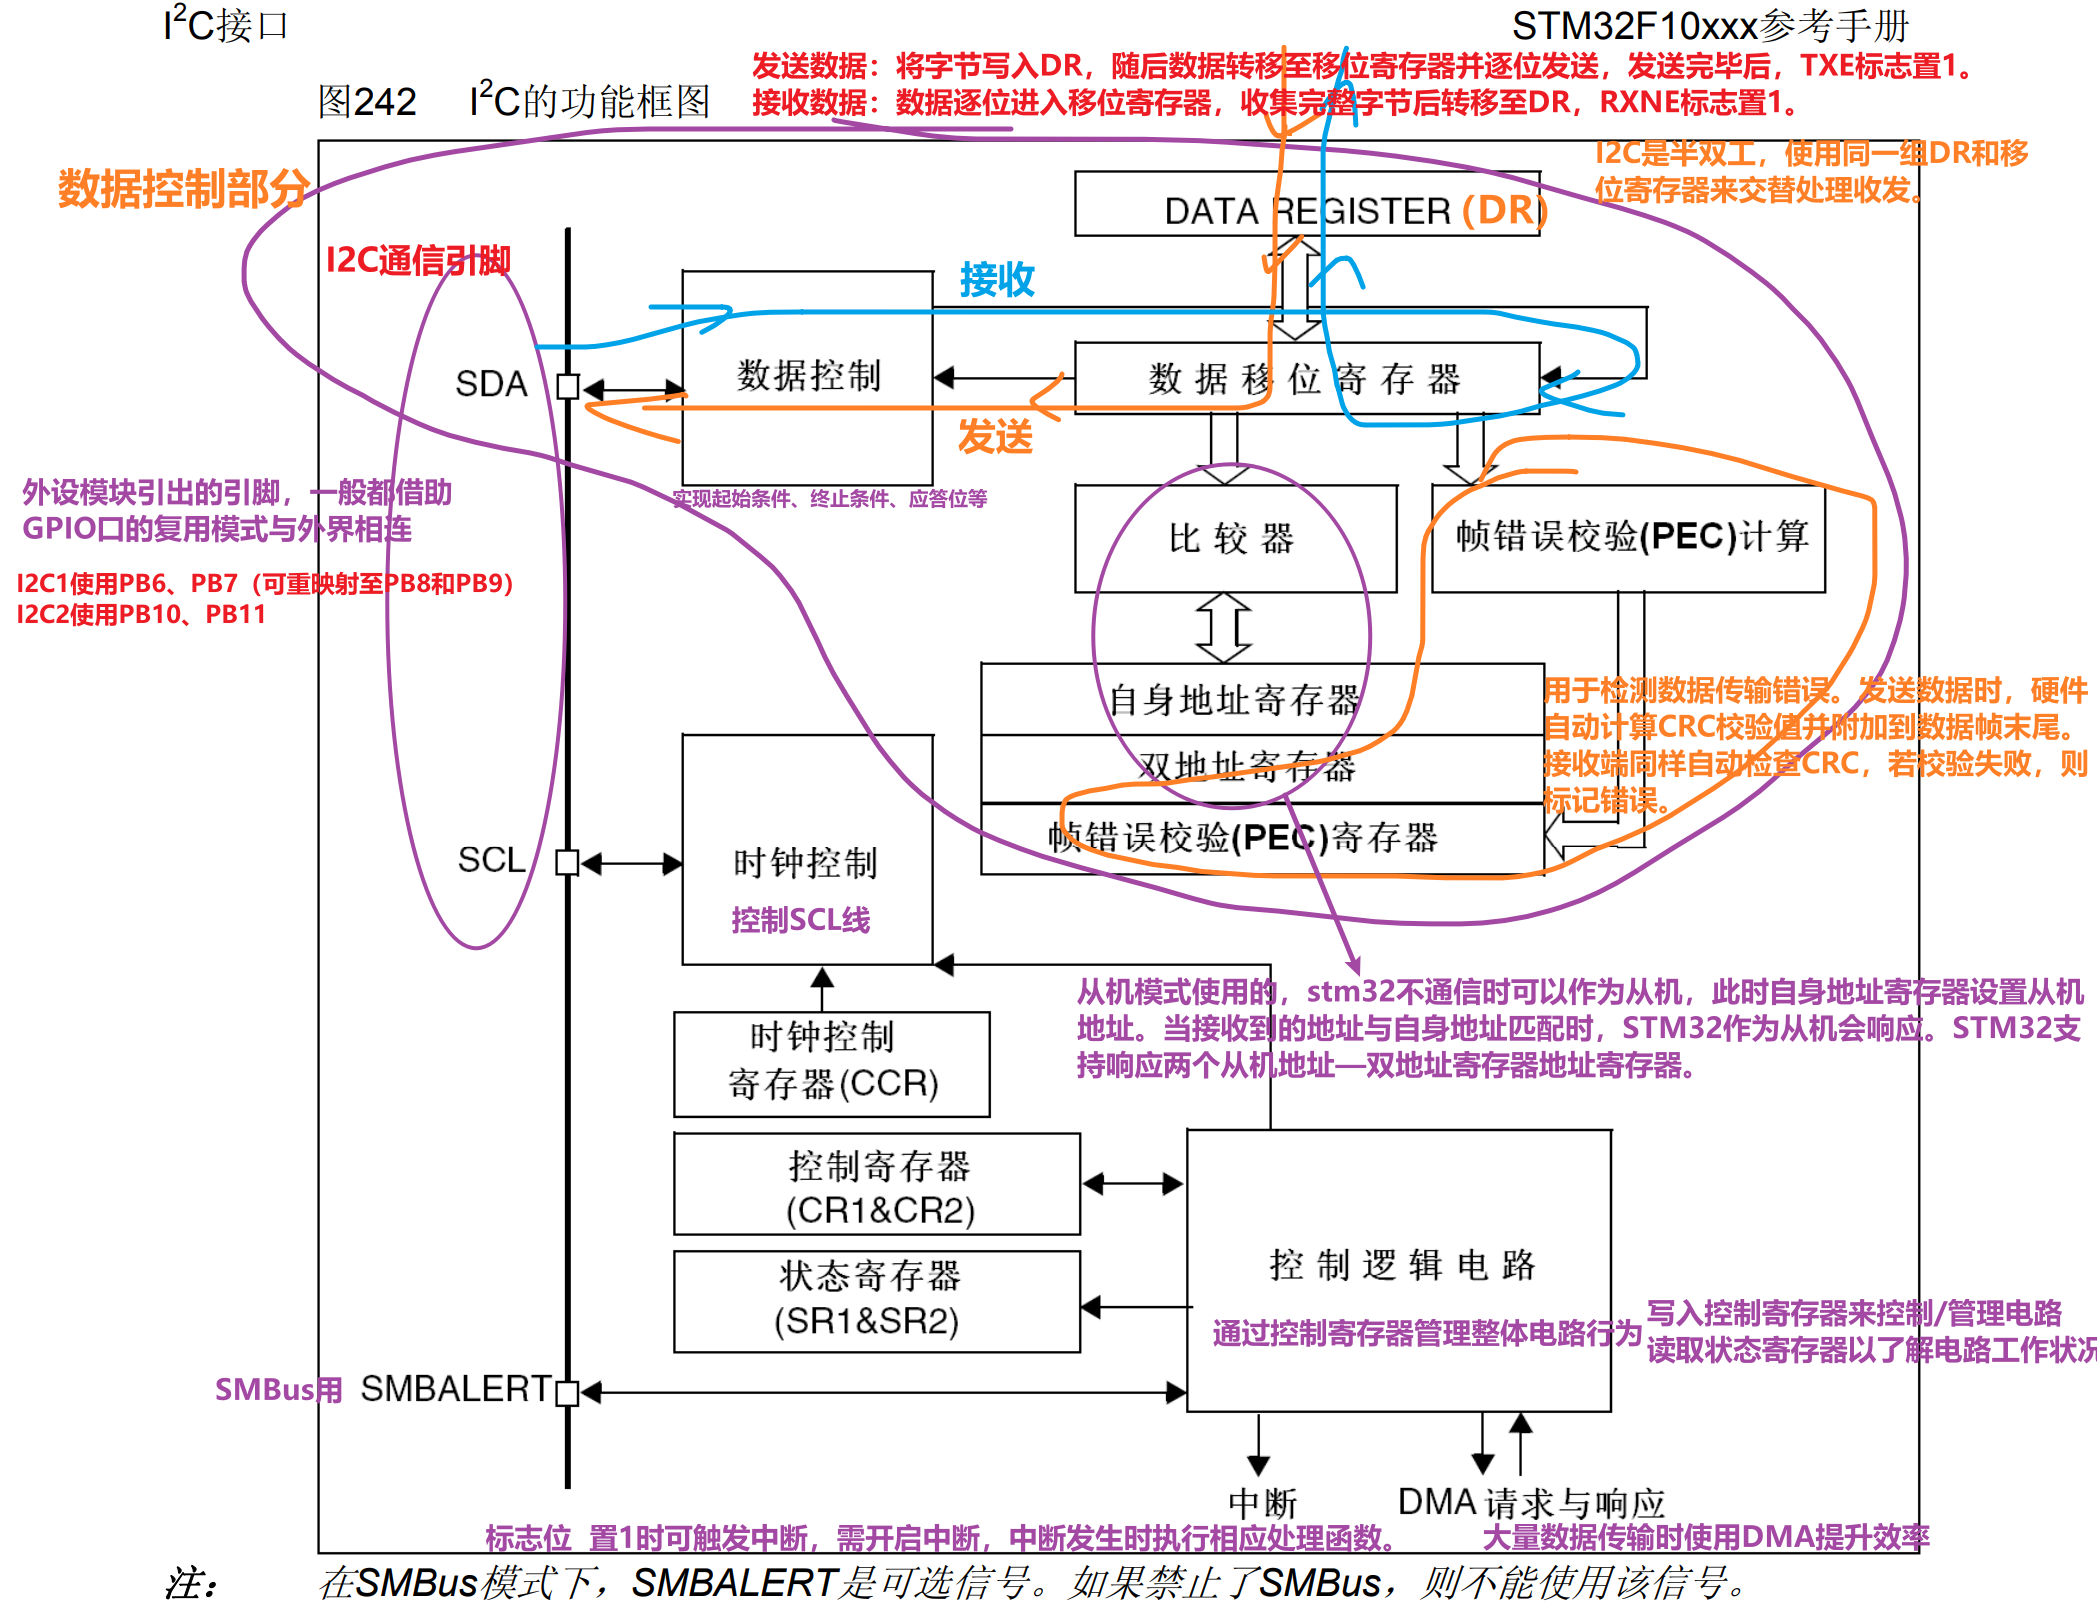 I²C接口
STM32F10xxx参考手册
发送数据：将字节写入DR，随后数据转移至移位寄存器并逐位发送，发送完毕后，TXE标志置1。
图242 I²C的功能框图
接收数据：数据逐位进入移位寄存器，收集完整字节后转移至DR，RXNE标志置1。
I2C是半双工，使用同一组DR和移
位寄存器来交替处理收发。
数据控制部分
DATA REGISTER (DR)
I2C通信引脚
接收
SDA
数据控制
数据移位寄存器
发送
外设模块引出的引脚，一般都借助
GPIO口的复用模式与外界相连
实现起始条件、终止条件、应答位等
比较器
帧错误校验(PEC)计算
I2C1使用PB6、PB7（可重映射至PB8和PB9）
I2C2使用PB10、PB11
自身地址寄存器
用于检测数据传输错误。发送数据时，硬件
自动计算CRC校验值并附加到数据帧末尾。
接收端同样自动检查CRC，若校验失败，则
标记错误。
双地址寄存器
帧错误校验(PEC)寄存器
SCL
时钟控制
控制SCL线
从机模式使用的，stm32不通信时可以作为从机，此时自身地址寄存器设置从机
地址。当接收到的地址与自身地址匹配时，STM32作为从机会响应。STM32支
持响应两个从机地址—双地址寄存器地址寄存器。
时钟控制
寄存器(CCR)
控制寄存器
(CR1&CR2)
控制逻辑电路
状态寄存器
(SR1&SR2)
通过控制寄存器管理整体电路行为
写入控制寄存器来控制/管理电路
读取状态寄存器以了解电路工作状况
SMBus用
SMBALERT
中断
DMA请求与响应
标志位 置1时可触发中断，需开启中断，中断发生时执行相应处理函数。
大量数据传输时使用DMA提升效率
注： 在SMBus模式下，SMBALERT是可选信号。如果禁止了SMBus，则不能使用该信号。